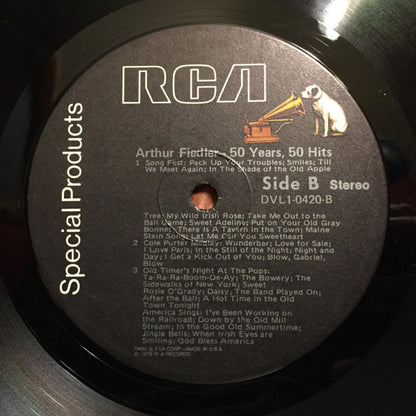 RCA
Special Products
Arthur Fiedler - 50 Years, 50 Hits
1 Song Fest: Pack Up Your Troubles; Smiles; Till
We Meet Again; In The Shade of the Old Apple
Side B Stereo
DVL1-0420-B
Tree; My Wild Irish Rose; Take Me Out to the
Ball Game; Sweet Adeline; Put on Your Old Gray
Bonnet; There Is A Tavern in the Town; Maine
Stein Song; Let Me Call You Sweetheart
2 Cole Porter Medley: Wunderbar; Love for Sale;
I Love Paris; In the Still of the Night; Night and
Day; I Get a Kick Out of You; Blow, Gabriel,
Blow
3 Old Timer's Night At The Pops:
Ta-Ra-Ra-Boom-De-Ay; The Bowery; The
Sidewalks of New York; Sweet
Rosie O'Grady; Daisy; The Band Played On;
After the Ball; A Hot Time in the Old
Town Tonight
America Sings: I've Been Working on
the Railroad; Down by the Old Mill
Stream; In the Good Old Summertime;
Jingle Bells; When Irish Eyes are
Smiling; God Bless America
RCA CORP.—MADE IN U.S.A.
RCA RECORDS